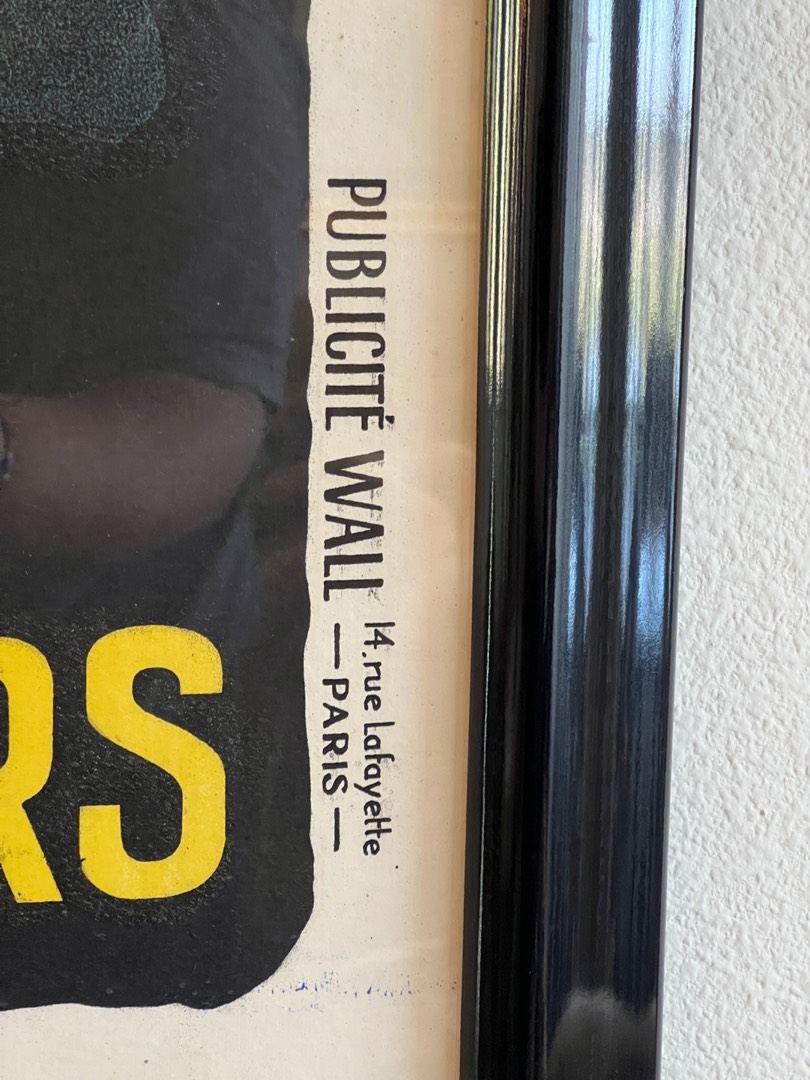 PUBLICITÉ WALL
14. rue Lafayette
— PARIS —
RS